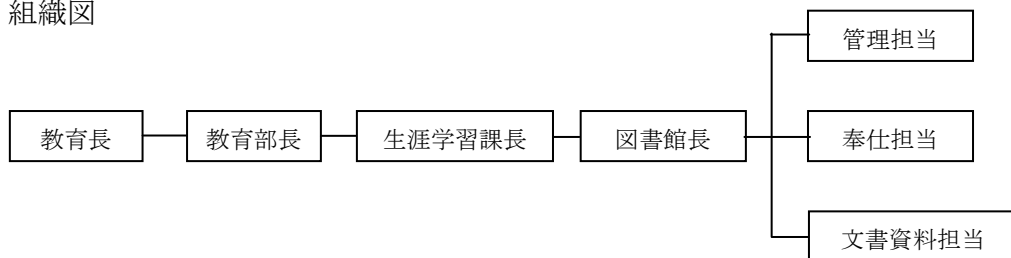 組織図
管理担当
教育長
教育部長
生涯学習課長
図書館長
奉仕担当
文書資料担当